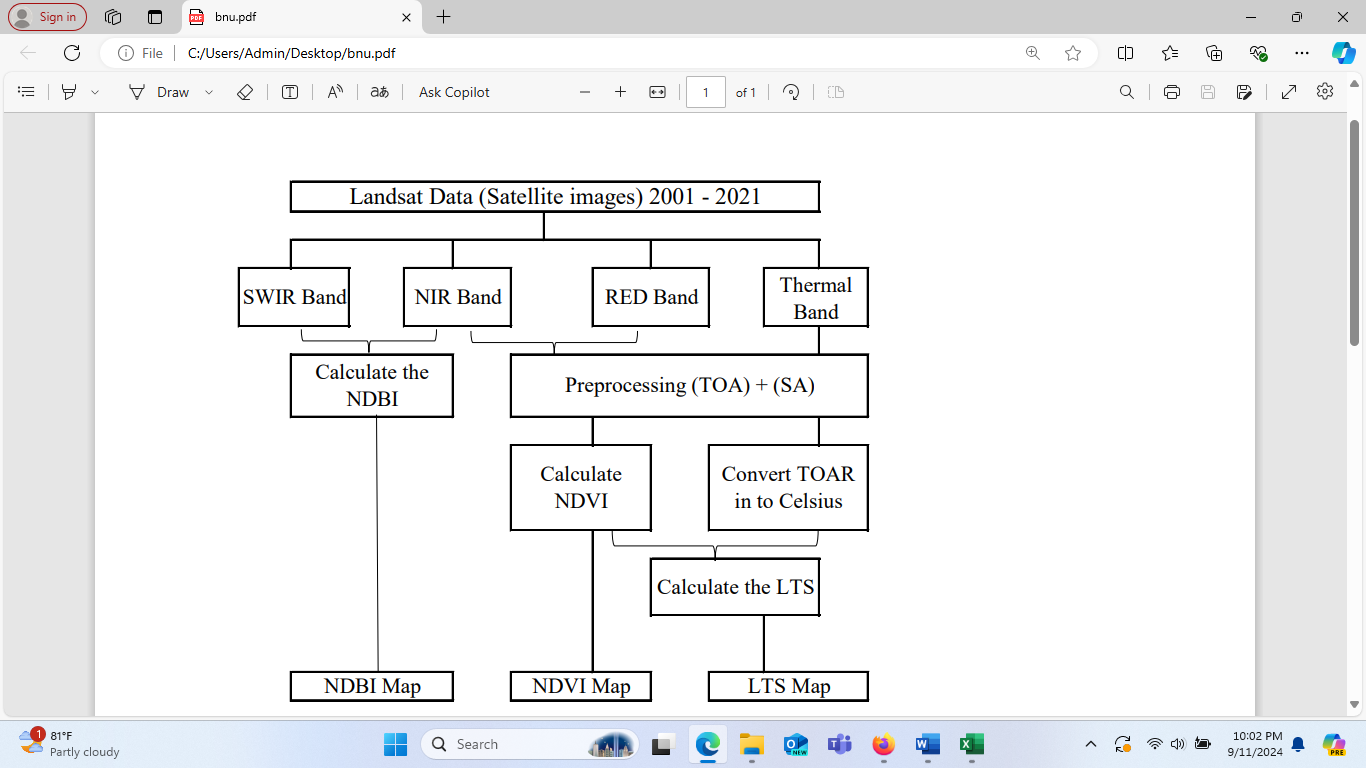 Sign in
bnu.pdf
File
C:/Users/Admin/Desktop/bnu.pdf
Draw
Ask Copilot
1
of 1
Landsat Data (Satellite images) 2001 - 2021
SWIR Band
NIR Band
RED Band
Thermal
Band
Calculate the
NDBI
Preprocessing (TOA) + (SA)
Calculate
NDVI
Convert TOAR
in to Celsius
Calculate the LTS
NDBI Map
NDVI Map
LTS Map
1
81°F
Partly cloudy
Search
NEW
10:02 PM
9/11/2024
PRE